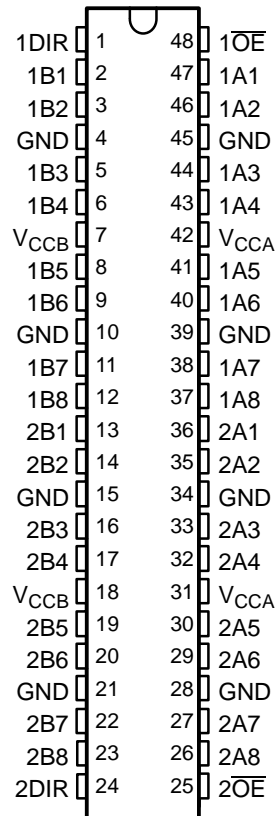 1DIR 1 48 1O̅E̅
1B1 2 47 1A1
1B2 3 46 1A2
GND 4 45 GND
1B3 5 44 1A3
1B4 6 43 1A4
VCCB 7 42 VCCA
1B5 8 41 1A5
1B6 9 40 1A6
GND 10 39 GND
1B7 11 38 1A7
1B8 12 37 1A8
2B1 13 36 2A1
2B2 14 35 2A2
GND 15 34 GND
2B3 16 33 2A3
2B4 17 32 2A4
VCCB 18 31 VCCA
2B5 19 30 2A5
2B6 20 29 2A6
GND 21 28 GND
2B7 22 27 2A7
2B8 23 26 2A8
2DIR 24 25 2O̅E̅